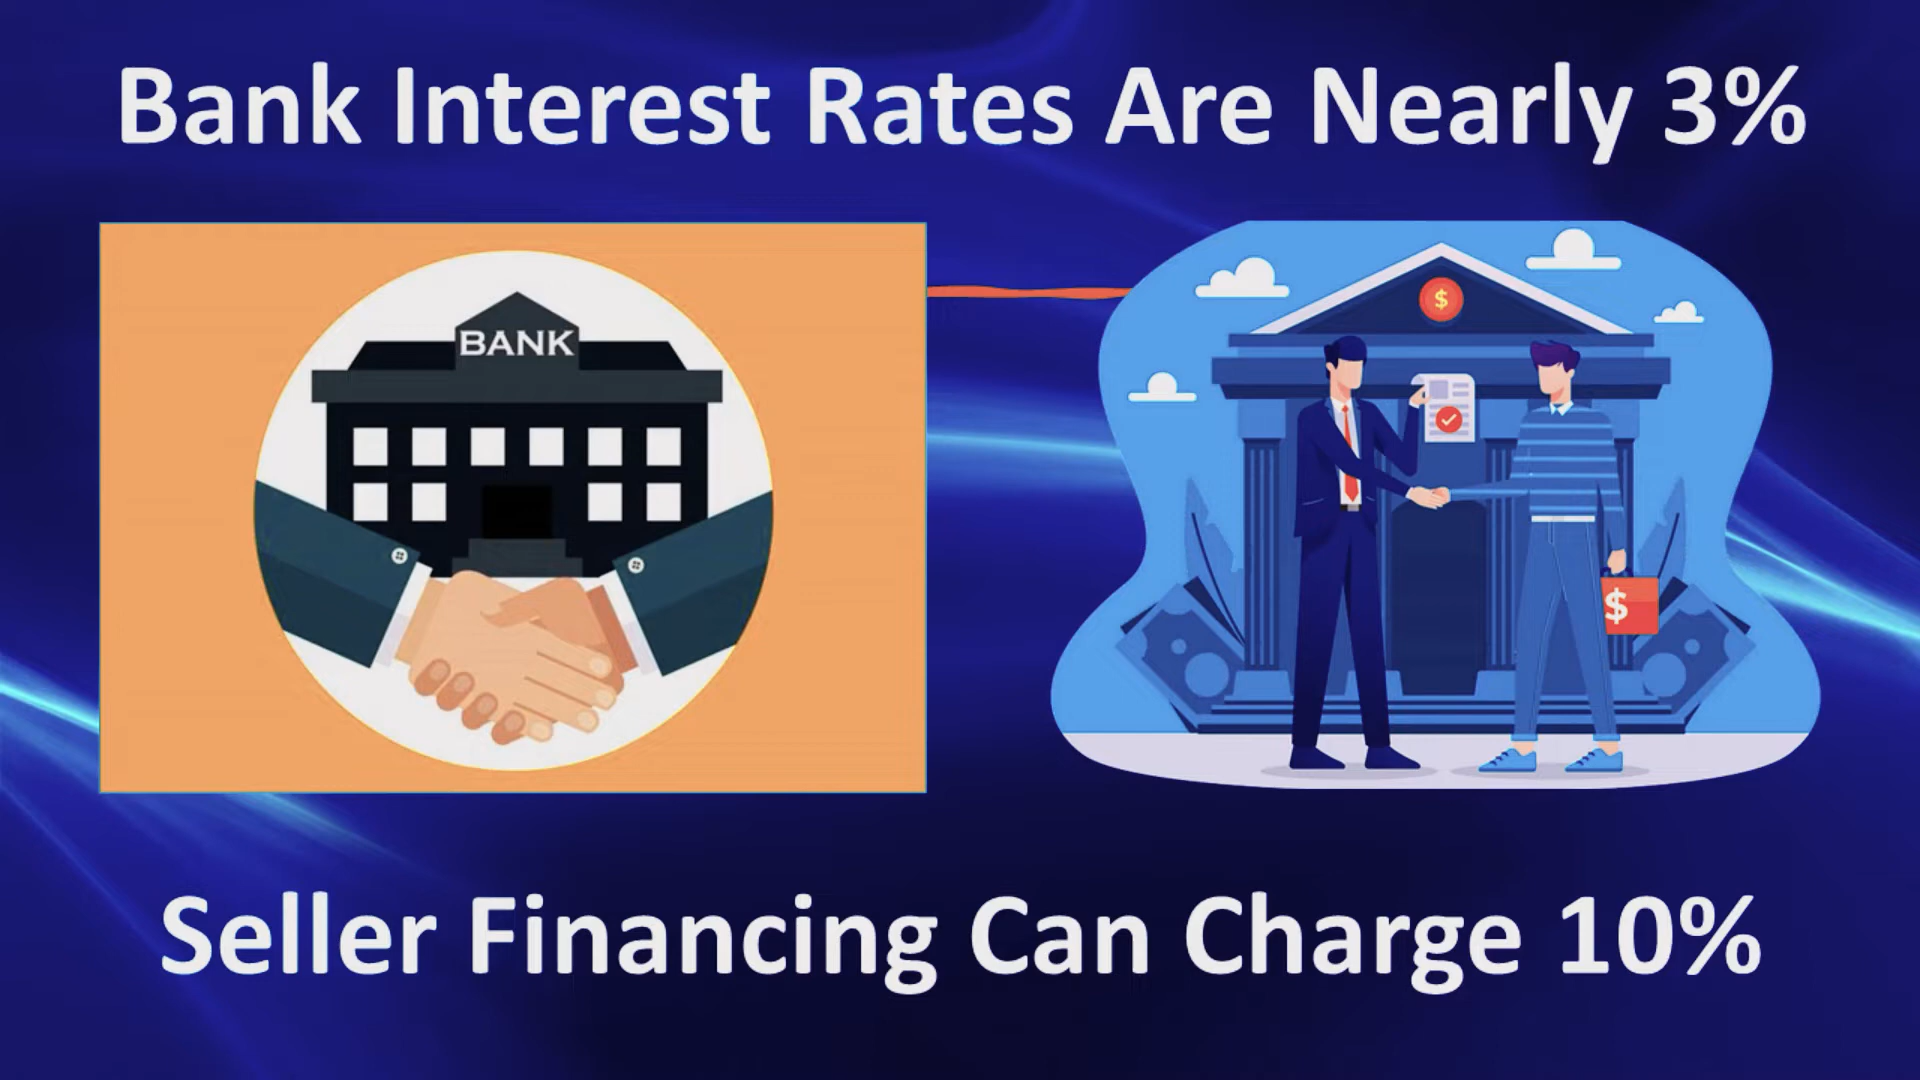 Bank Interest Rates Are Nearly 3%
BANK
$
$
Seller Financing Can Charge 10%